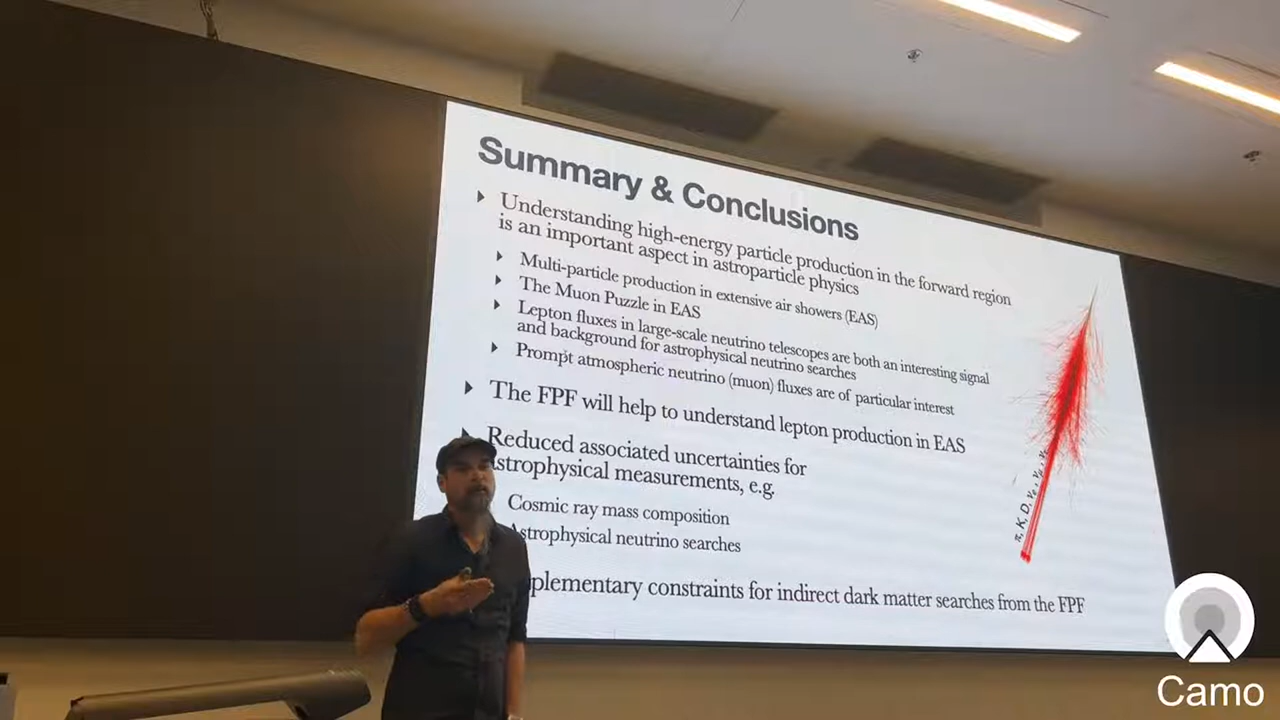 Summary & Conclusions
Understanding high-energy particle production in the forward region
is an important aspect in astroparticle physics
Multi-particle production in extensive air showers (EAS)
The Muon Puzzle in EAS
Lepton fluxes in large-scale neutrino telescopes are both an interesting signal
and background for astrophysical neutrino searches
Prompt atmospheric neutrino (muon) fluxes are of particular interest
The FPF will help to understand lepton production in EAS
Reduced associated uncertainties for
astrophysical measurements, e.g.
Cosmic ray mass composition
Astrophysical neutrino searches
plementary constraints for indirect dark matter searches from the FPF
π, K, D, νe, νμ, ντ
Camo